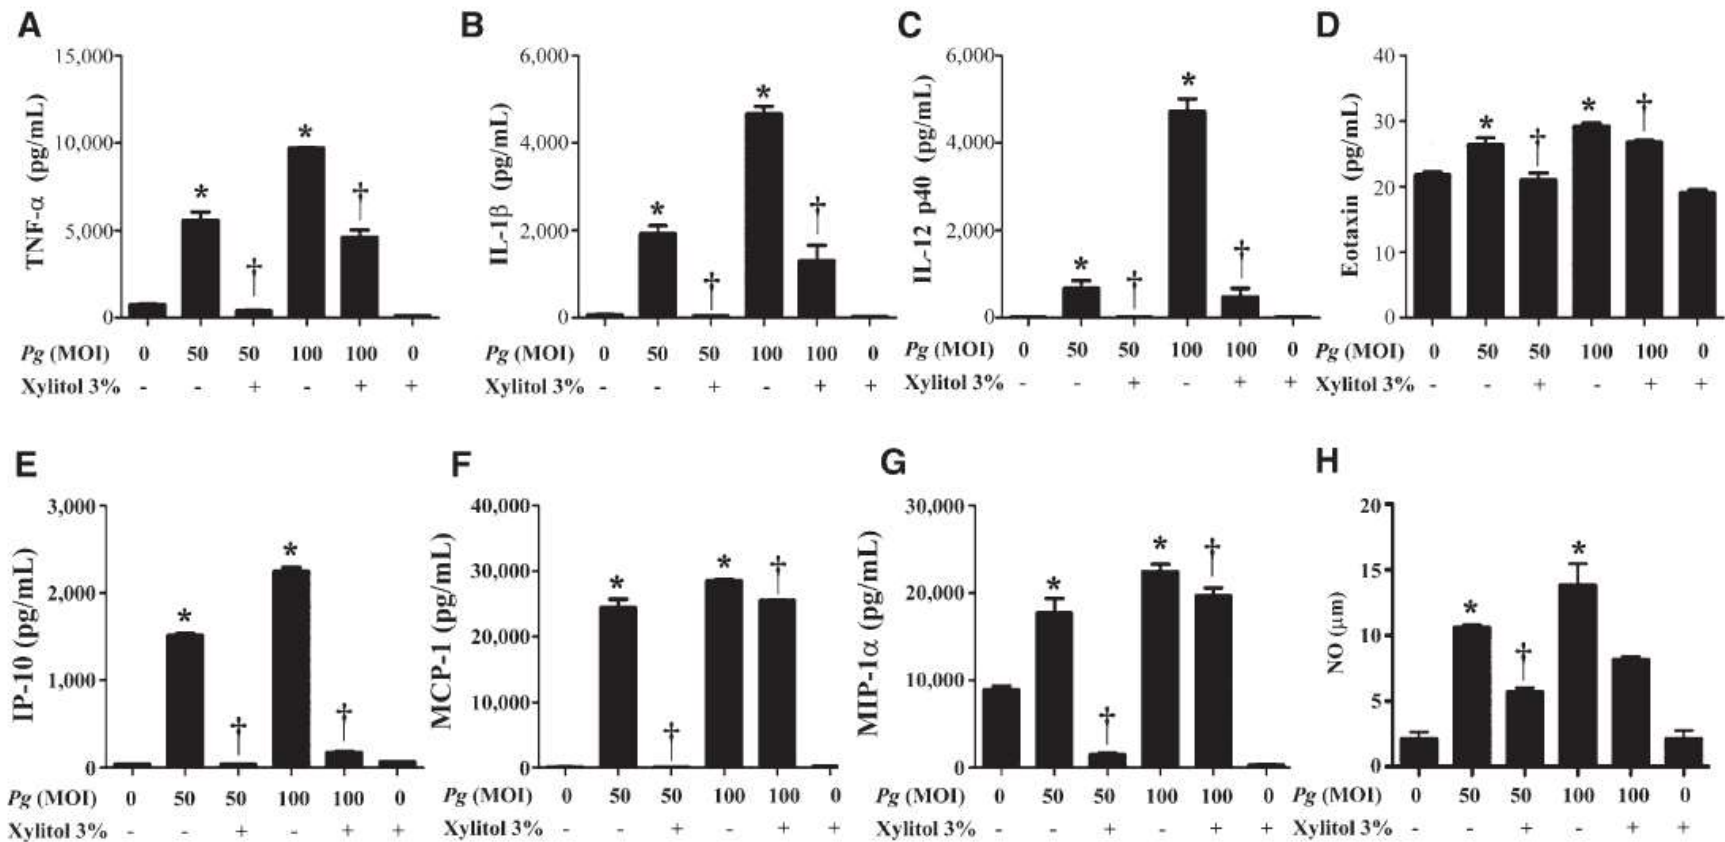 A
15,000
10,000
5,000
0
TNF-α (pg/mL)
* † * †
Pg (MOI) 0 50 50 100 100 0
Xylitol 3% - - + - + +
B
6,000
4,000
2,000
0
IL-1β (pg/mL)
* † * †
Pg (MOI) 0 50 50 100 100 0
Xylitol 3% - - + - + +
C
6,000
4,000
2,000
0
IL-12 p40 (pg/mL)
* † * †
Pg (MOI) 0 50 50 100 100 0
Xylitol 3% - - + - + +
D
40
30
20
10
0
Eotaxin (pg/mL)
* † * †
Pg (MOI) 0 50 50 100 100 0
Xylitol 3% - - + - + +
E
3,000
2,000
1,000
0
IP-10 (pg/mL)
* † * †
Pg (MOI) 0 50 50 100 100 0
Xylitol 3% - - + - + +
F
40,000
30,000
20,000
10,000
0
MCP-1 (pg/mL)
* † * †
Pg (MOI) 0 50 50 100 100 0
Xylitol 3% - - + - + +
G
30,000
20,000
10,000
0
MIP-1α (pg/mL)
* † * †
Pg (MOI) 0 50 50 100 100 0
Xylitol 3% - - + - + +
H
20
15
10
5
0
NO (μm)
* † *
Pg (MOI) 0 50 50 100 100 0
Xylitol 3% - - + - + +